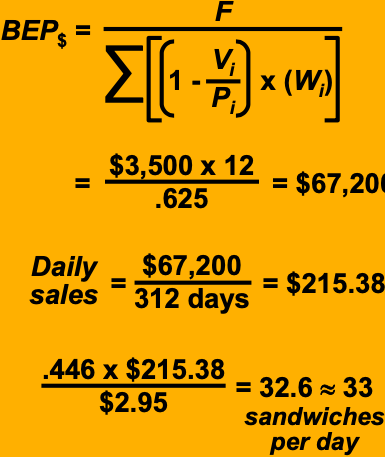 BEP$ = F / Σ[(1 - Vi/Pi) x (Wi)]
= $3,500 x 12 / .625 = $67,200
Daily sales = $67,200 / 312 days = $215.38
.446 x $215.38 / $2.95 = 32.6 ≈ 33
sandwiches
per day